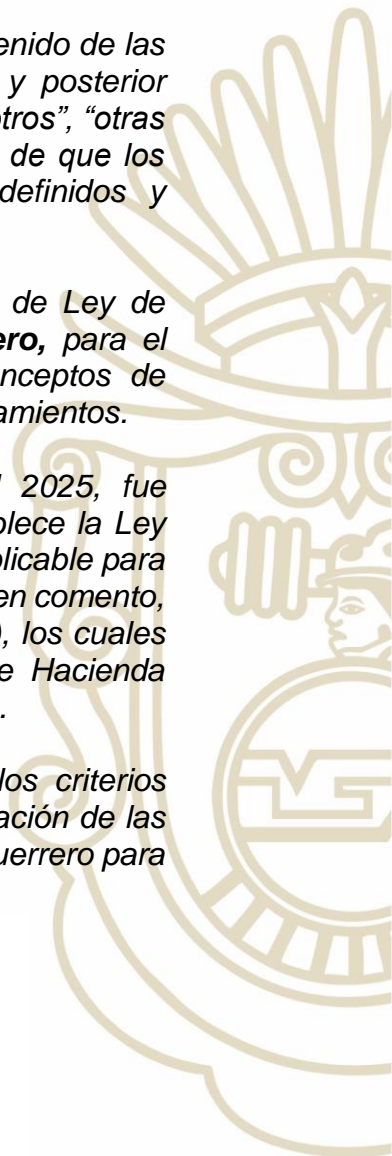 enido de las
y posterior
tros”, “otras
de que los
definidos y
de Ley de
ero, para el
nceptos de
amientos.
2025, fue
blece la Ley
plicable para
en comento,
), los cuales
e Hacienda
.
los criterios
ación de las
uerrero para